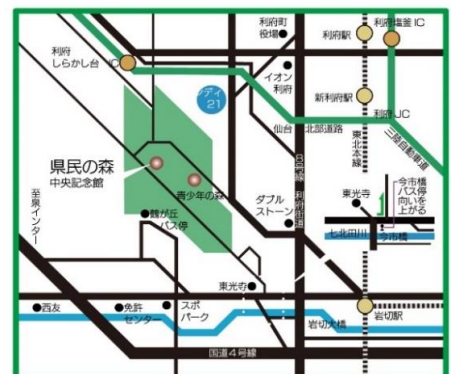 利府町
役場
利府駅
利府塩釜 IC
利府
しらかし台 IC
イオン
利府
ンディ
21
新利府駅
利府 JC
仙台 北部道路
三陸自動車道
東北本線
8号線 利府街道
県民の森
中央記念館
青少年の森
至泉インター
鶴が丘
バス停
ダブル
ストーン
東光寺
今市橋
バス停
向いを
上がる
七北田川
今市橋
東光寺
西友
免許
センター
スポ
パーク
岩切大橋
岩切駅
国道4号線